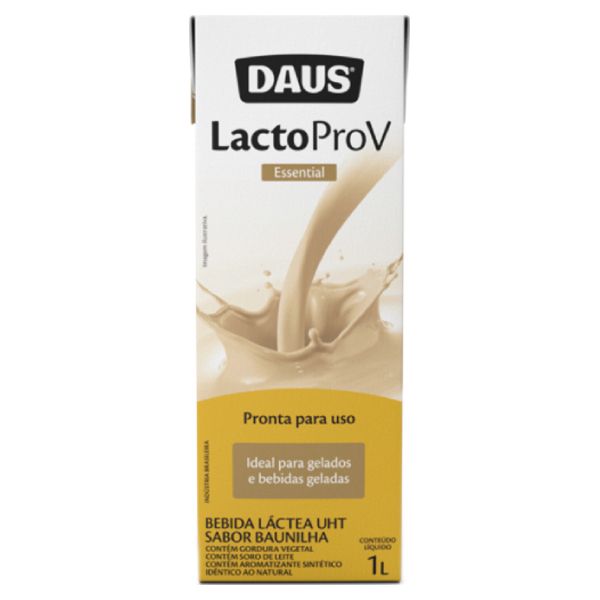 DAUS®
LactoProV
Essential
Imagem ilustrativa.
Pronta para uso
Ideal para gelados
e bebidas geladas
INDÚSTRIA BRASILEIRA
BEBIDA LÁCTEA UHT
SABOR BAUNILHA
CONTÉM GORDURA VEGETAL
CONTÉM SORO DE LEITE
CONTÉM AROMATIZANTE SINTÉTICO
IDÊNTICO AO NATURAL
CONTEÚDO
LÍQUIDO
1L